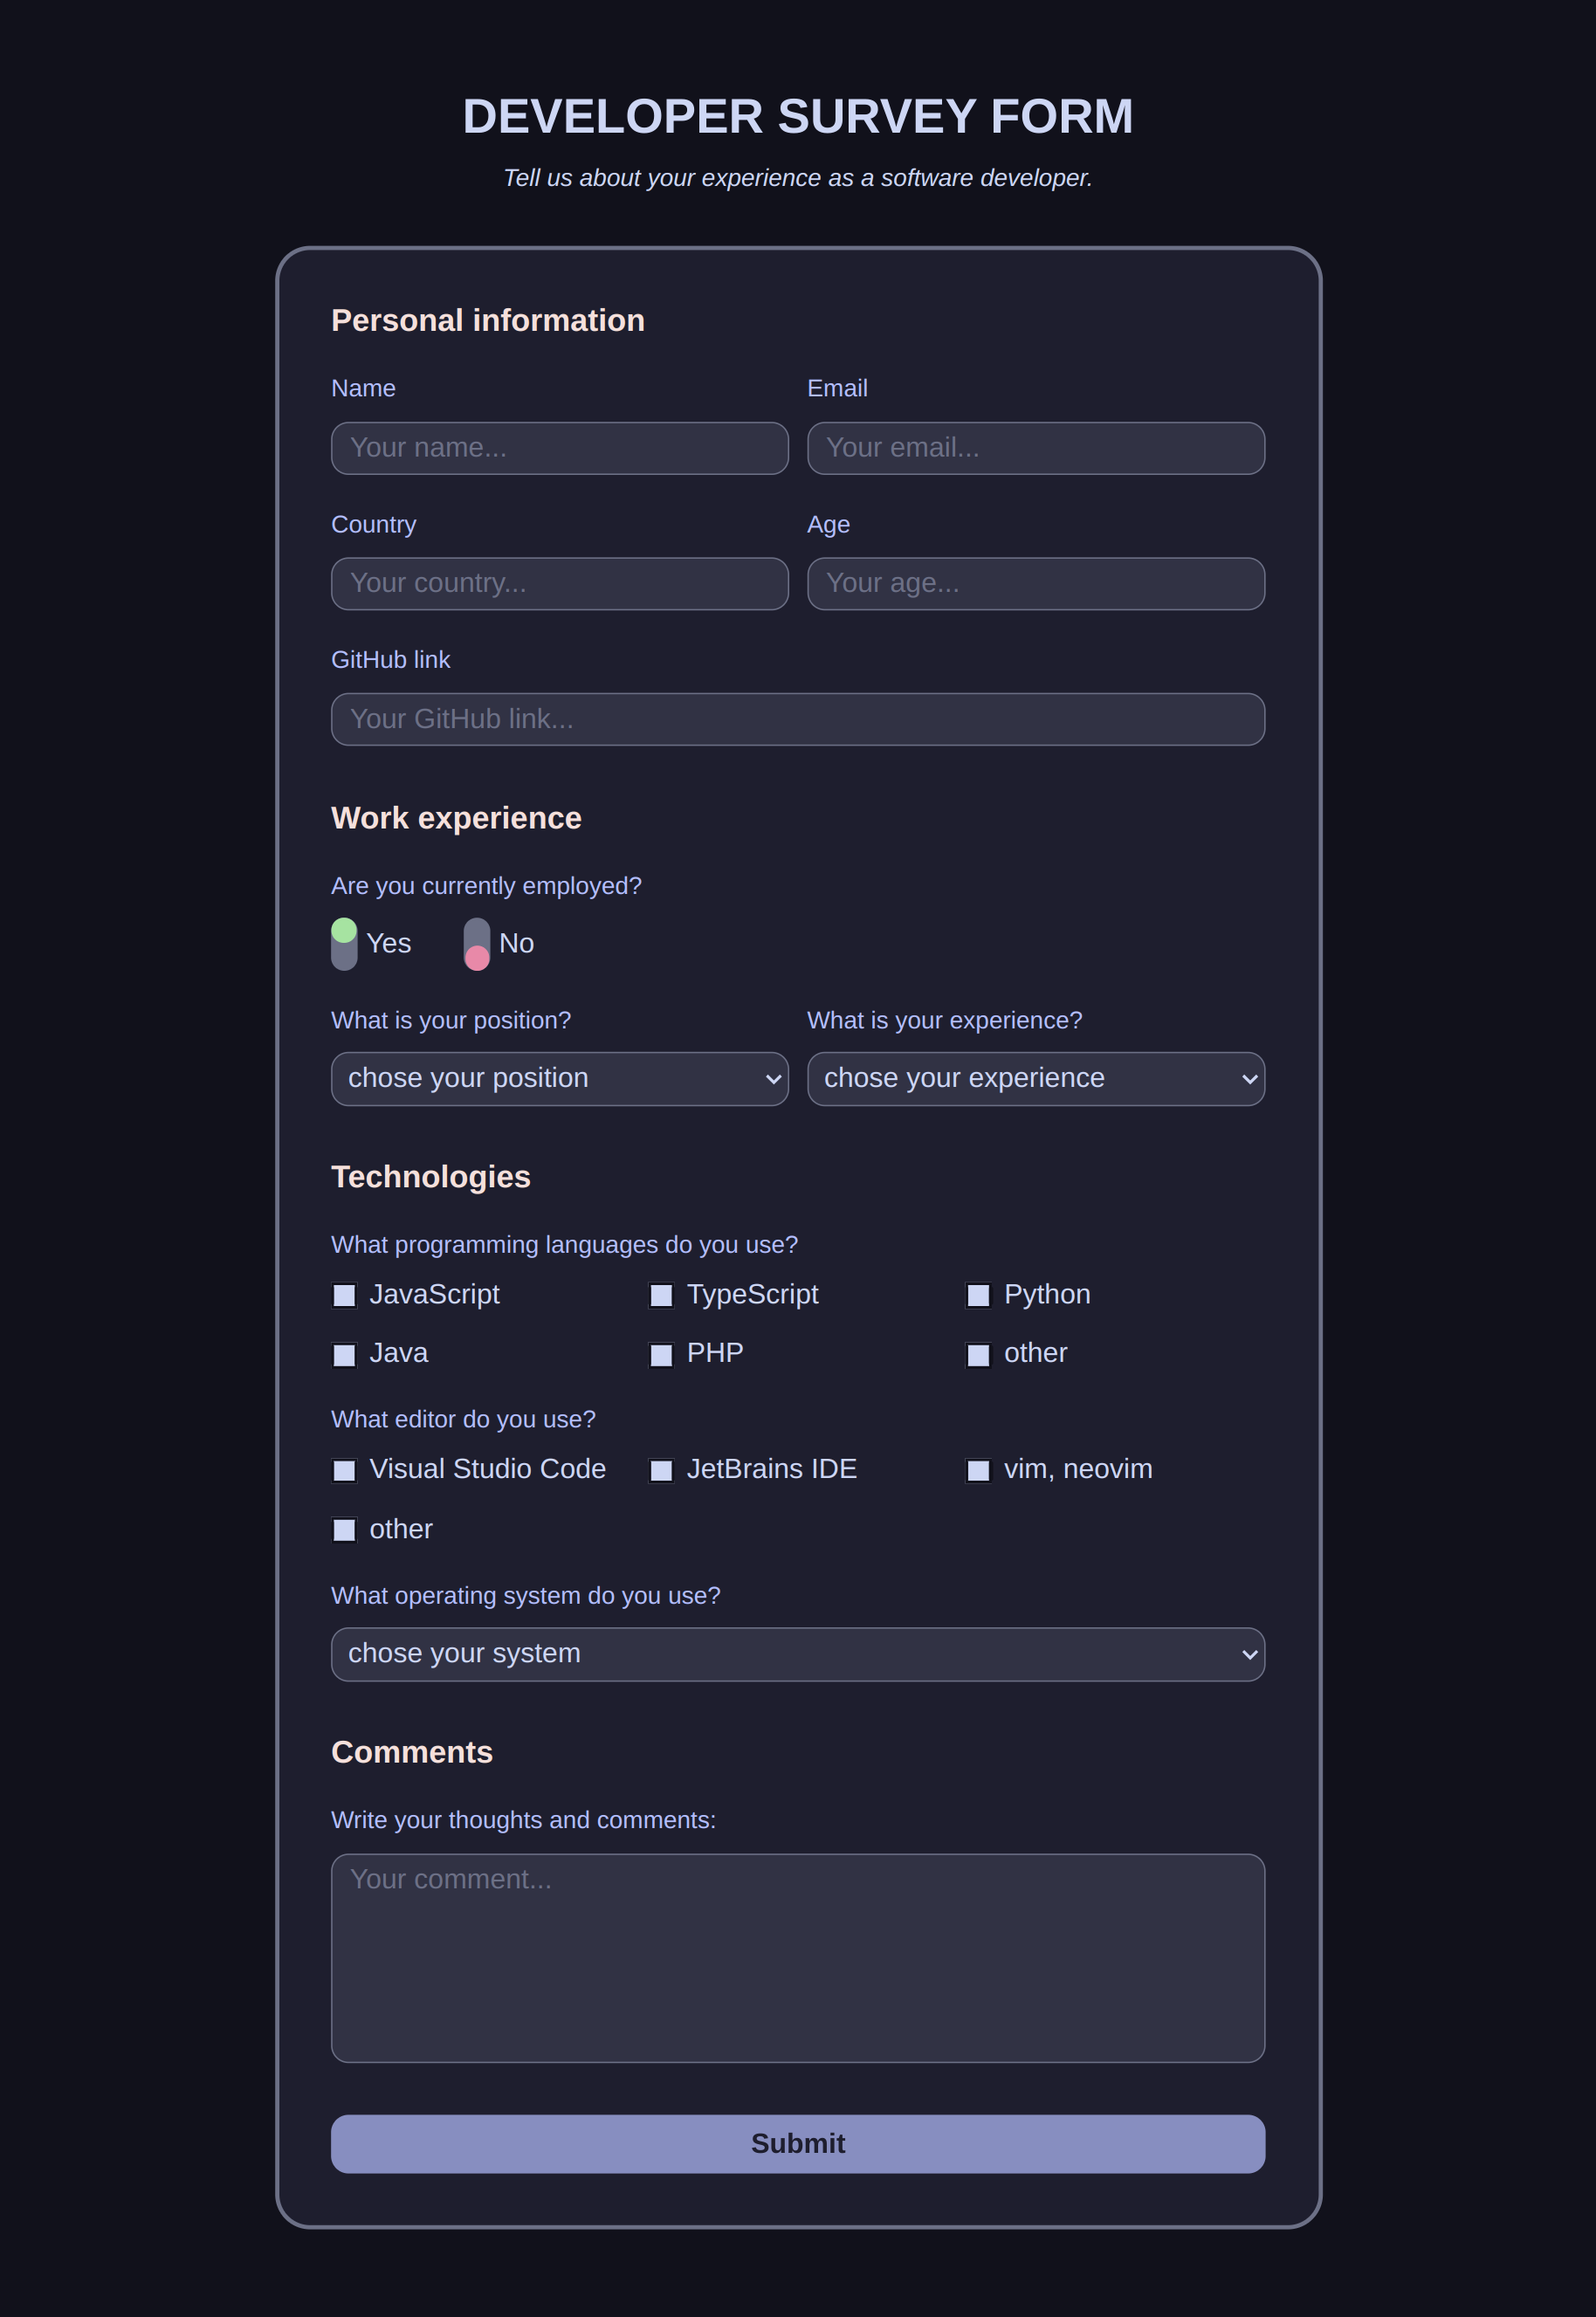 DEVELOPER SURVEY FORM
Tell us about your experience as a software developer.
Personal information
Name Email
Your name... Your email...
Country Age
Your country... Your age...
GitHub link
Your GitHub link...
Work experience
Are you currently employed?
Yes No
What is your position? What is your experience?
chose your position chose your experience
Technologies
What programming languages do you use?
JavaScript TypeScript Python
Java PHP other
What editor do you use?
Visual Studio Code JetBrains IDE vim, neovim
other
What operating system do you use?
chose your system
Comments
Write your thoughts and comments:
Your comment...
Submit